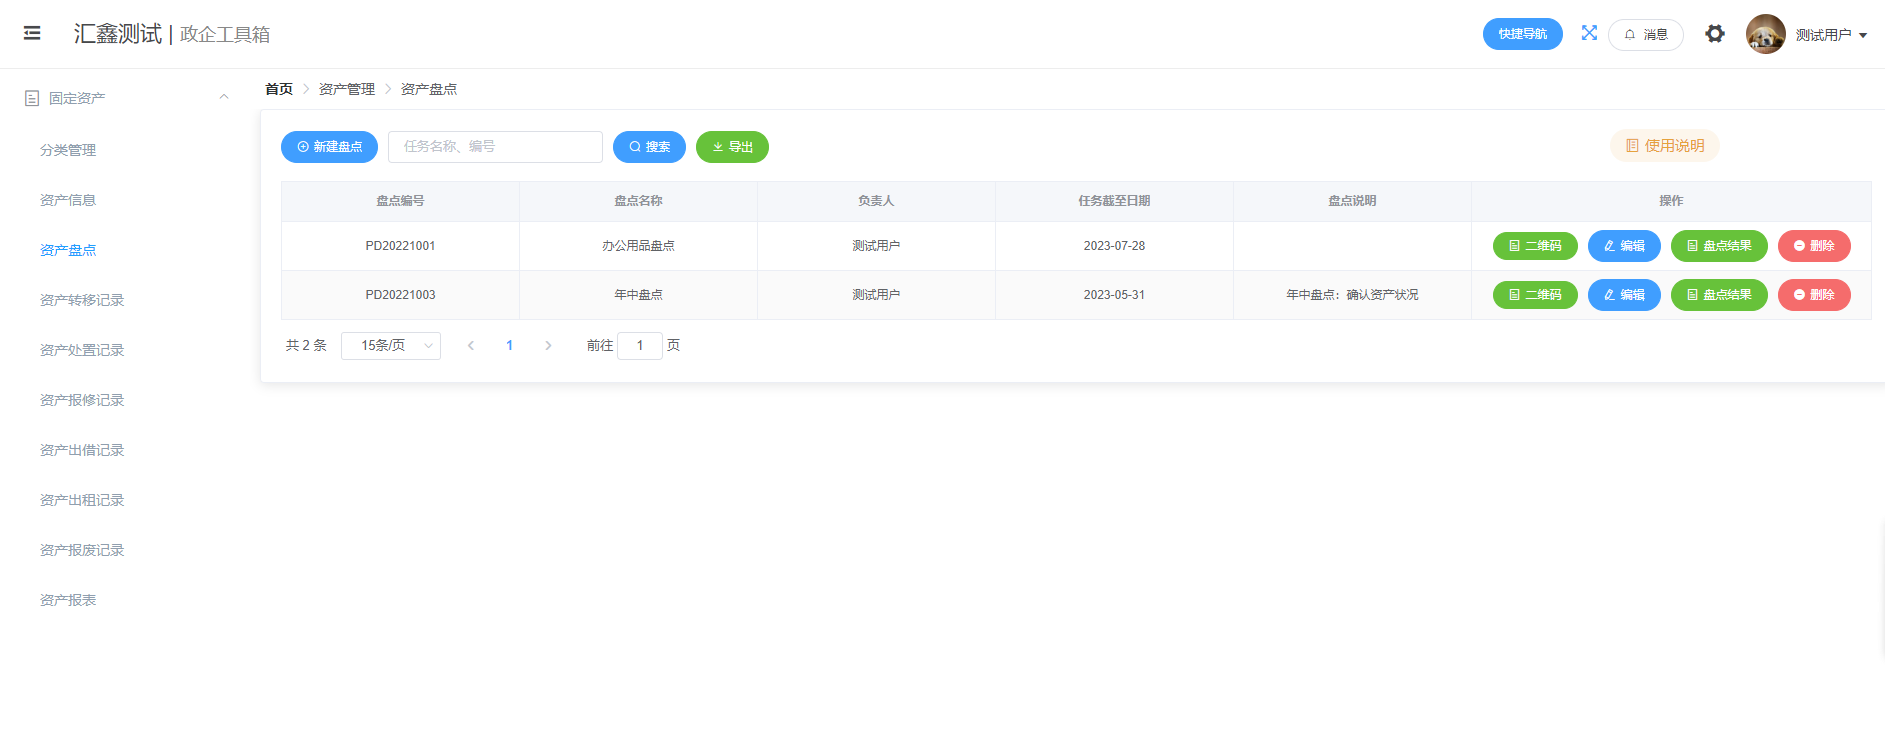 汇鑫测试 | 政企工具箱
快捷导航
消息
测试用户
固定资产
分类管理
资产信息
资产盘点
资产转移记录
资产处置记录
资产报修记录
资产出借记录
资产出租记录
资产报废记录
资产报表
首页 > 资产管理 > 资产盘点
新建盘点 任务名称、编号 搜索 导出 使用说明
盘点编号 盘点名称 负责人 任务截至日期 盘点说明 操作
PD20221001 办公用品盘点 测试用户 2023-07-28 二维码 编辑 盘点结果 删除
PD20221003 年中盘点 测试用户 2023-05-31 年中盘点：确认资产状况 二维码 编辑 盘点结果 删除
共 2 条 15条/页 < 1 > 前往 1 页